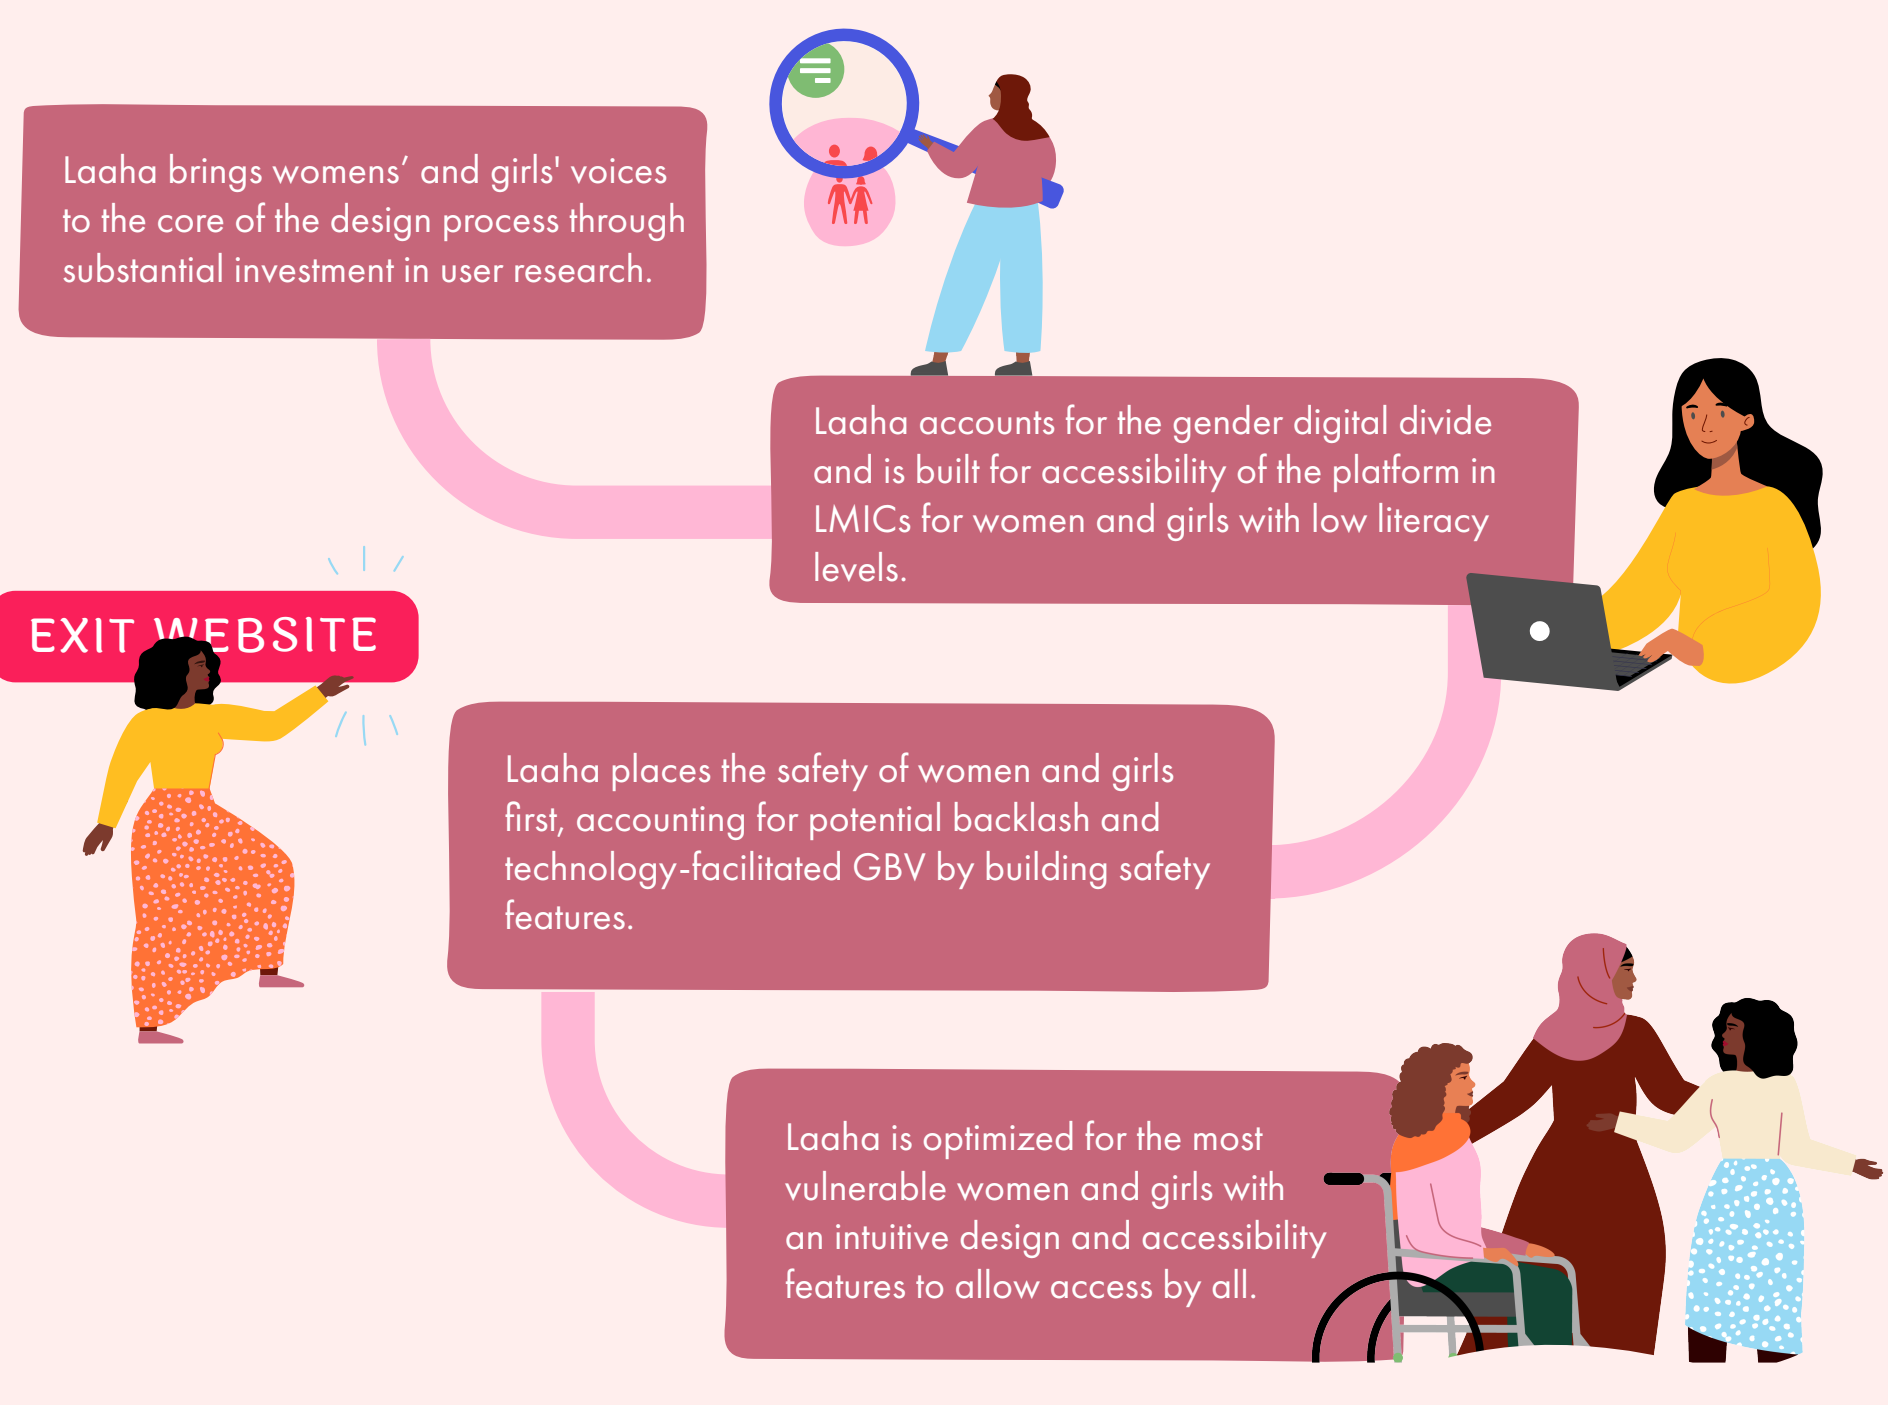 Laaha brings womens’ and girls' voices
to the core of the design process through
substantial investment in user research.
Laaha accounts for the gender digital divide
and is built for accessibility of the platform in
LMICs for women and girls with low literacy
levels.
EXIT WEBSITE
Laaha places the safety of women and girls
first, accounting for potential backlash and
technology-facilitated GBV by building safety
features.
Laaha is optimized for the most
vulnerable women and girls with
an intuitive design and accessibility
features to allow access by all.